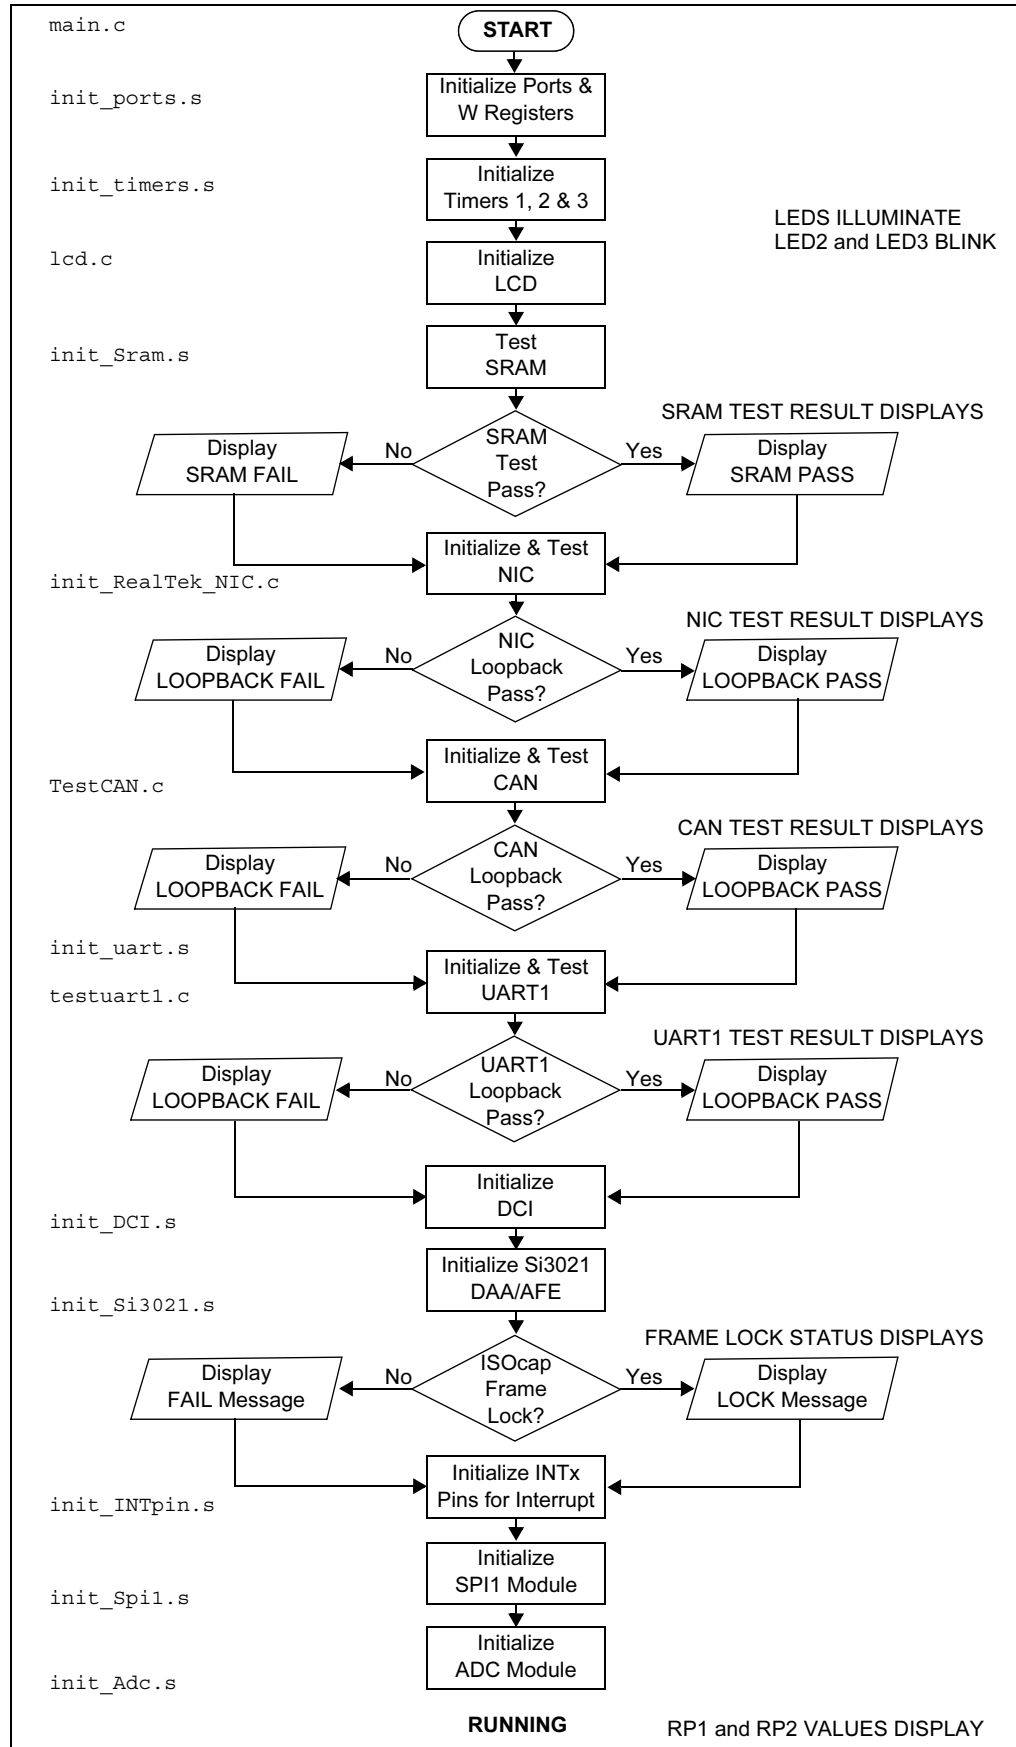 main.c
START
init_ports.s
Initialize Ports &
W Registers
init_timers.s
Initialize
Timers 1, 2 & 3
LEDS ILLUMINATE
LED2 and LED3 BLINK
lcd.c
Initialize
LCD
init_Sram.s
Test
SRAM
SRAM TEST RESULT DISPLAYS
Display
SRAM FAIL
No
SRAM
Test
Pass?
Yes
Display
SRAM PASS
Initialize & Test
NIC
init_RealTek_NIC.c
NIC TEST RESULT DISPLAYS
Display
LOOPBACK FAIL
No
NIC
Loopback
Pass?
Yes
Display
LOOPBACK PASS
Initialize & Test
CAN
TestCAN.c
CAN TEST RESULT DISPLAYS
Display
LOOPBACK FAIL
No
CAN
Loopback
Pass?
Yes
Display
LOOPBACK PASS
init_uart.s
testuart1.c
Initialize & Test
UART1
UART1 TEST RESULT DISPLAYS
Display
LOOPBACK FAIL
No
UART1
Loopback
Pass?
Yes
Display
LOOPBACK PASS
Initialize
DCI
init_DCI.s
Initialize Si3021
DAA/AFE
init_Si3021.s
FRAME LOCK STATUS DISPLAYS
Display
FAIL Message
No
ISOcap
Frame
Lock?
Yes
Display
LOCK Message
Initialize INTx
Pins for Interrupt
init_INTpin.s
Initialize
SPI1 Module
init_Spi1.s
Initialize
ADC Module
init_Adc.s
RUNNING
RP1 and RP2 VALUES DISPLAY